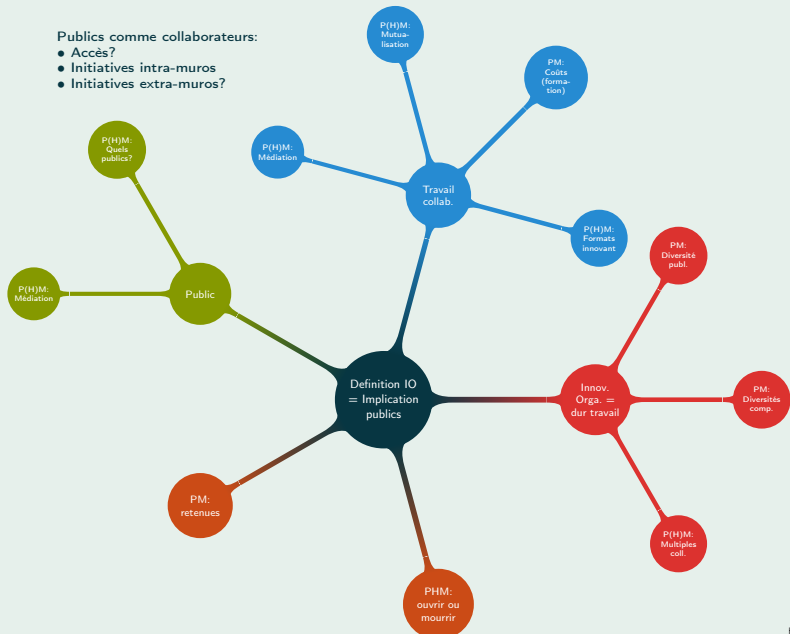 Publics comme collaborateurs:
• Accès?
• Initiatives intra-muros
• Initiatives extra-muros?
P(H)M:
Mutua-
lisation
PM:
Coûts
(forma-
tion)
P(H)M:
Quels
publics?
P(H)M:
Médiation
Travail
collab.
P(H)M:
Formats
innovant
PM:
Diversité
publ.
P(H)M:
Médiation
Public
Definition IO
= Implication
publics
Innov.
Orga. =
dur travail
PM:
Diversités
comp.
PM:
retenues
P(H)M:
Multiples
coll.
PHM:
ouvrir ou
mourrir